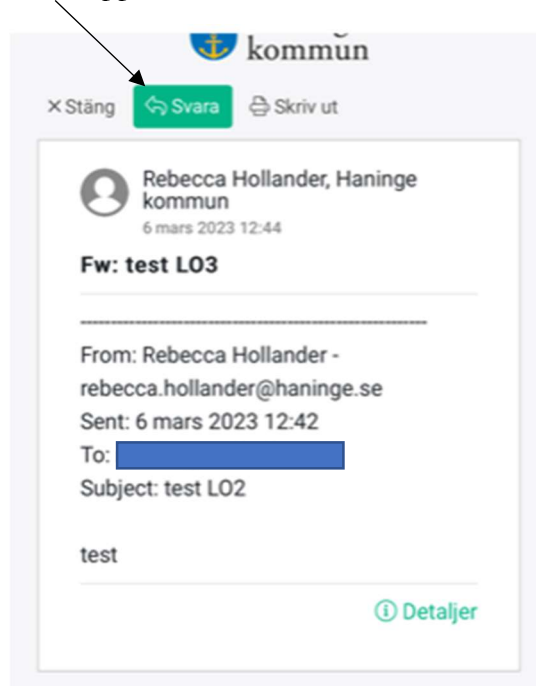 kommun
Stäng
Svara
Skriv ut
Rebecca Hollander, Haninge
kommun
6 mars 2023 12:44
Fw: test LO3
----------------------------------------------------------
From: Rebecca Hollander -
rebecca.hollander@haninge.se
Sent: 6 mars 2023 12:42
To:
Subject: test LO2
test
Detaljer